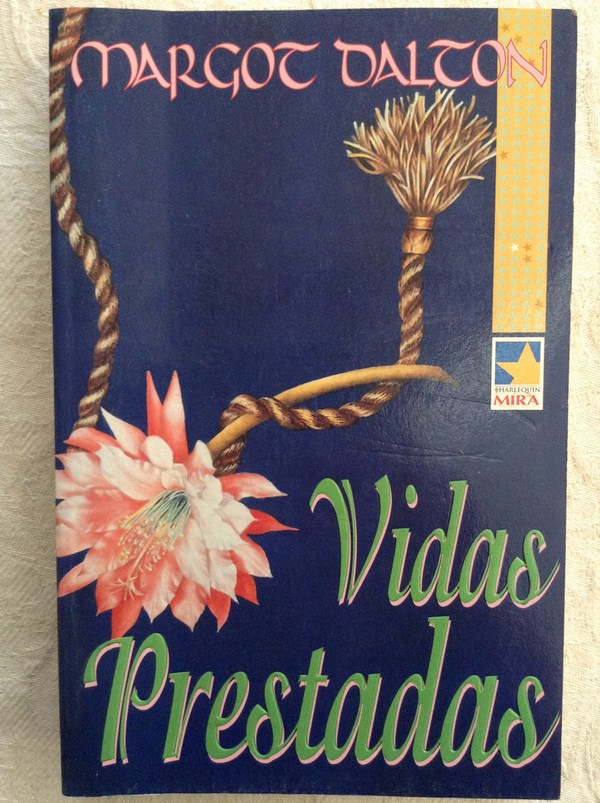 MARGOT DALTON
HARLEQUIN
MIRA
Vidas
Prestadas